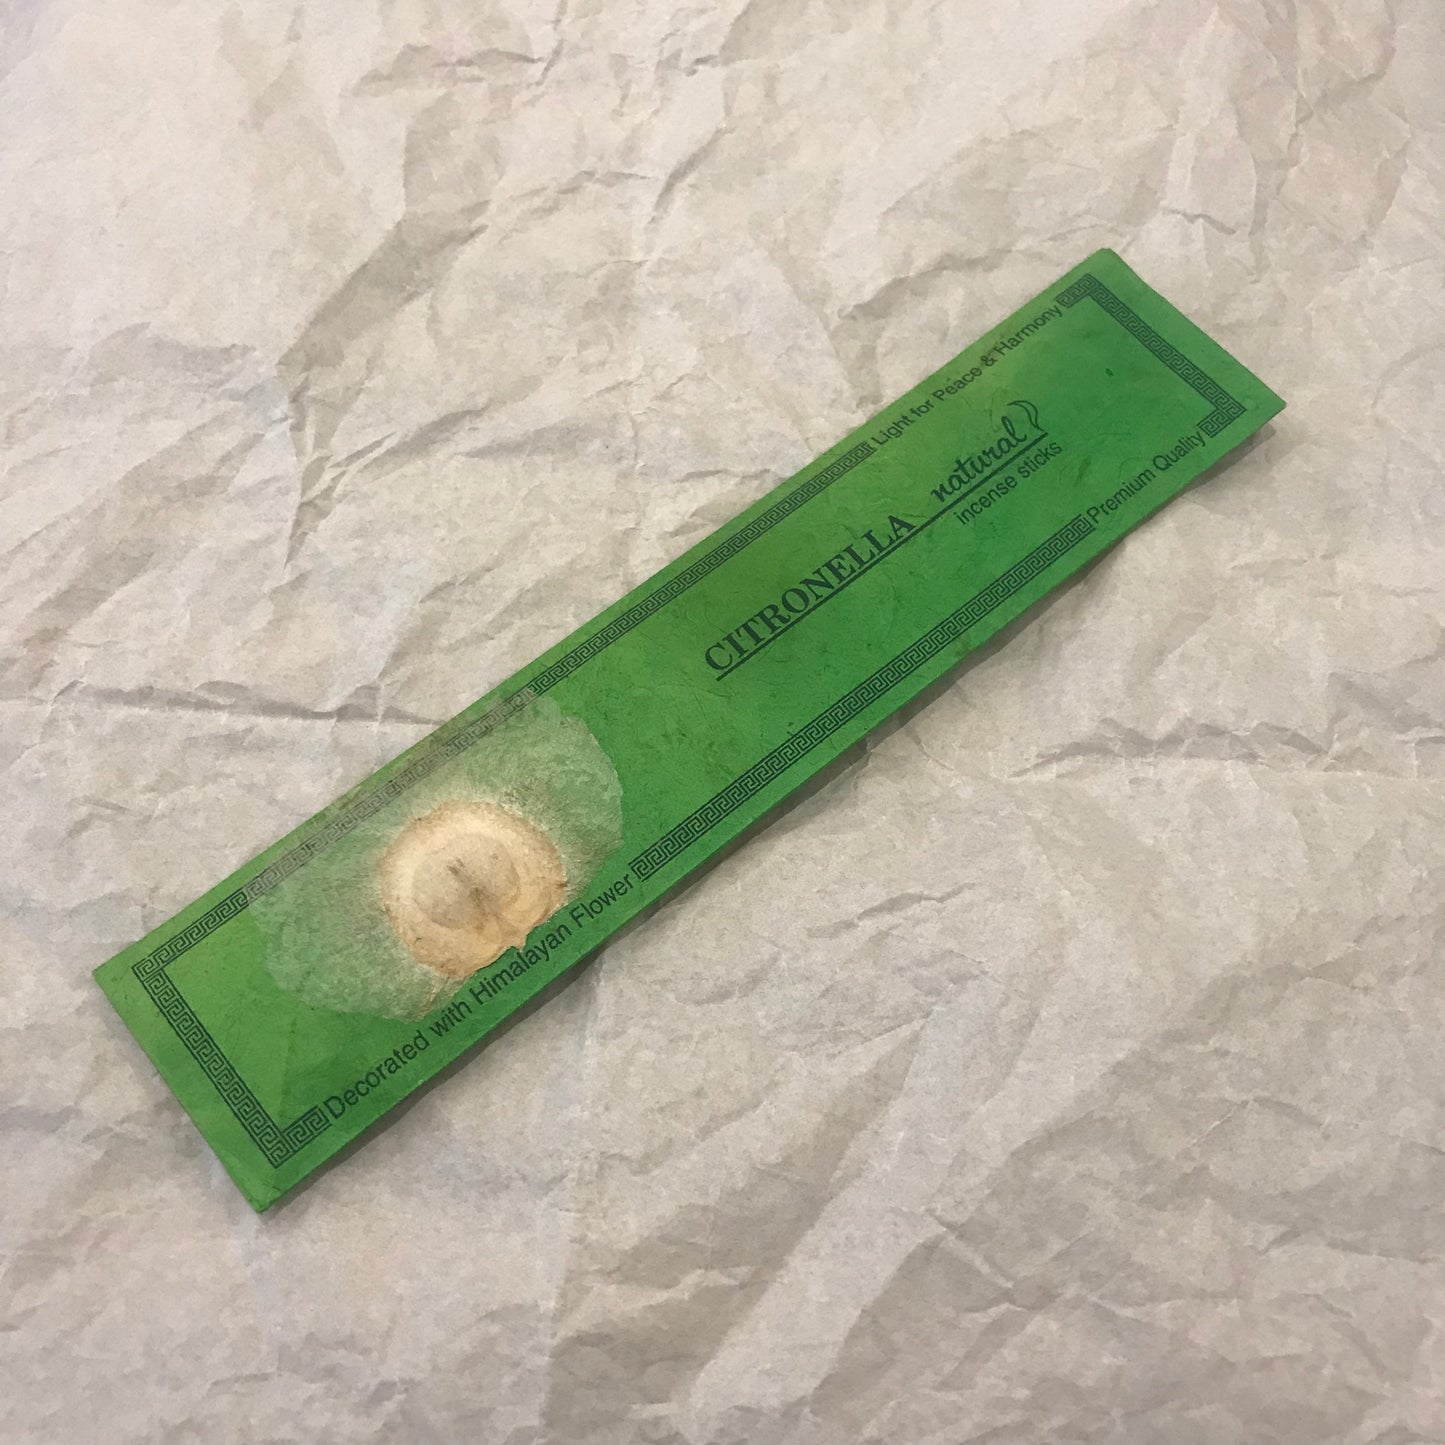 Light for Peace & Harmony
CITRONELLA natural
incense sticks
Premium Quality
Decorated with Himalayan Flower